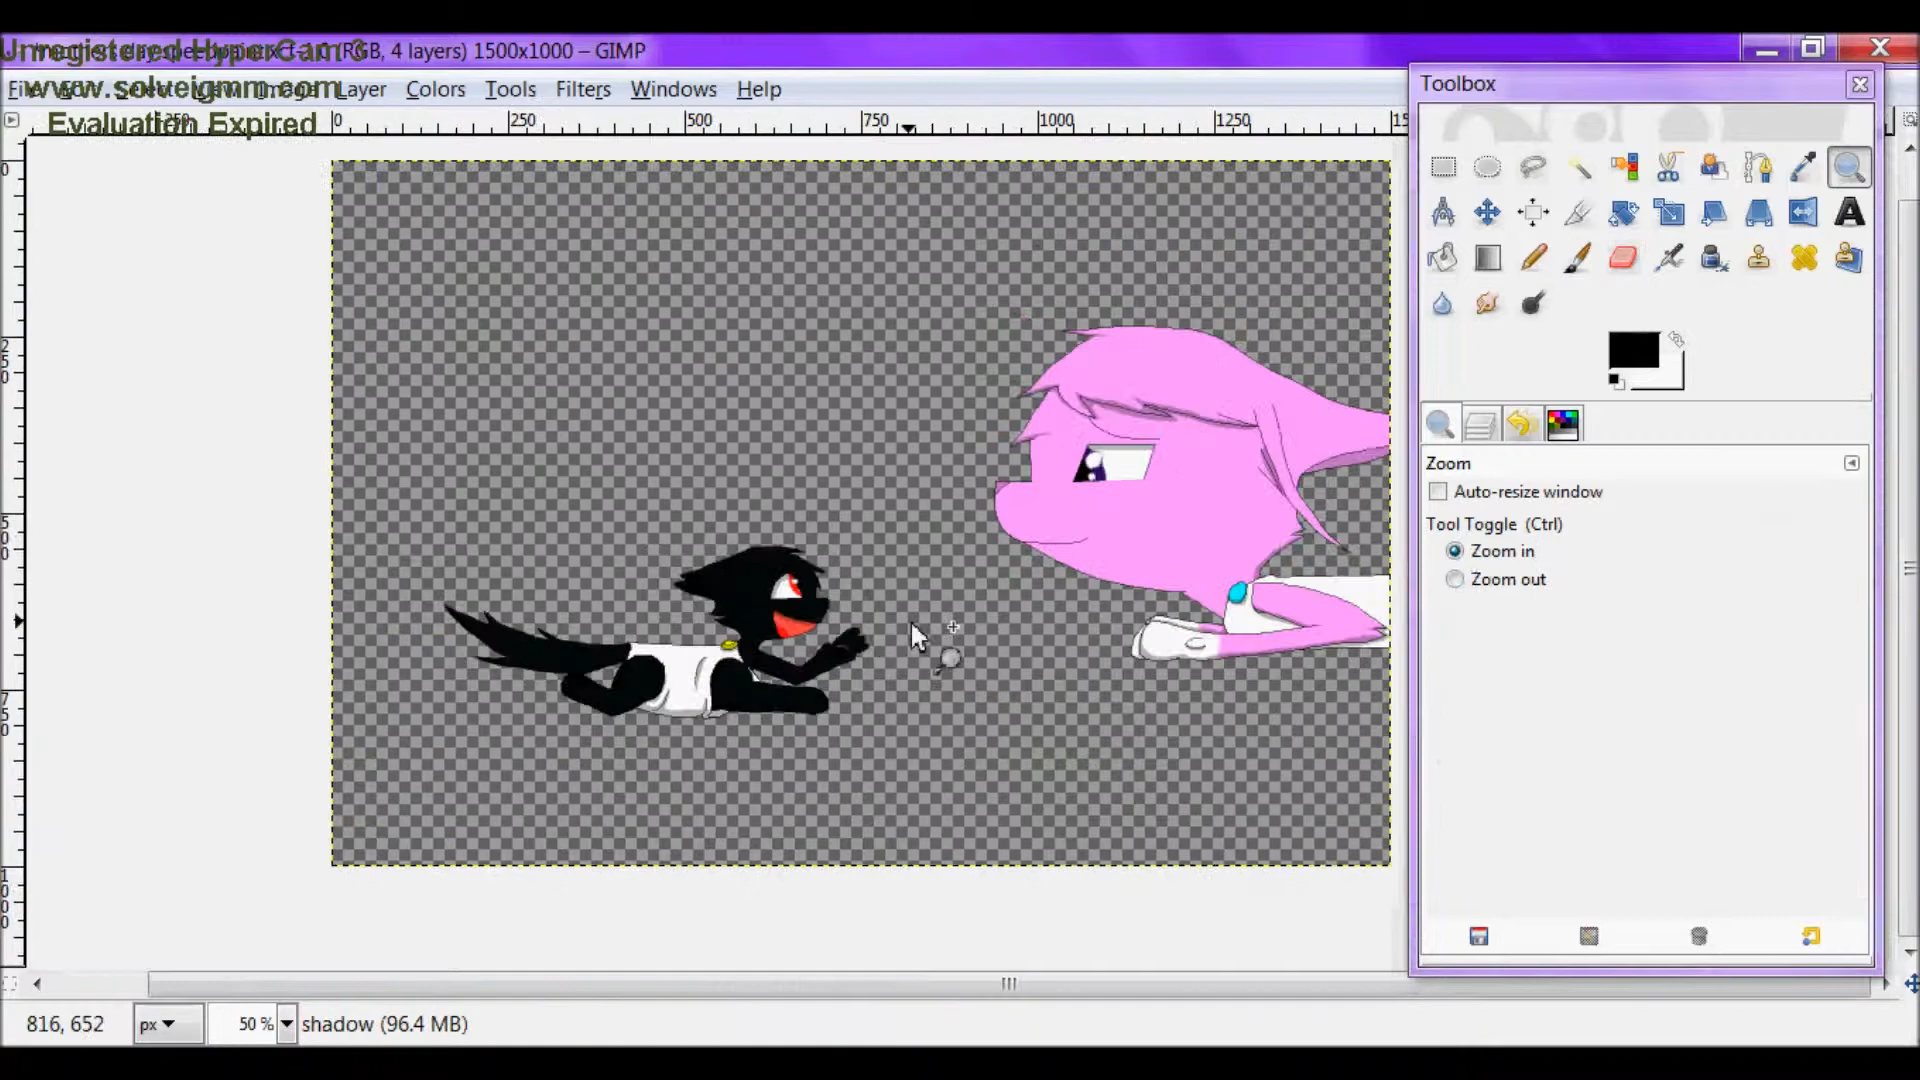 Unregistered HyperCam 3
(RGB, 4 layers) 1500x1000 – GIMP
www.solveigmm.com
File
Layer Colors Tools Filters Windows Help
Evaluation Expired
0 250 500 750 1000 1250
Toolbox
Zoom
Auto-resize window
Tool Toggle (Ctrl)
Zoom in
Zoom out
816, 652 px 50 % shadow (96.4 MB)